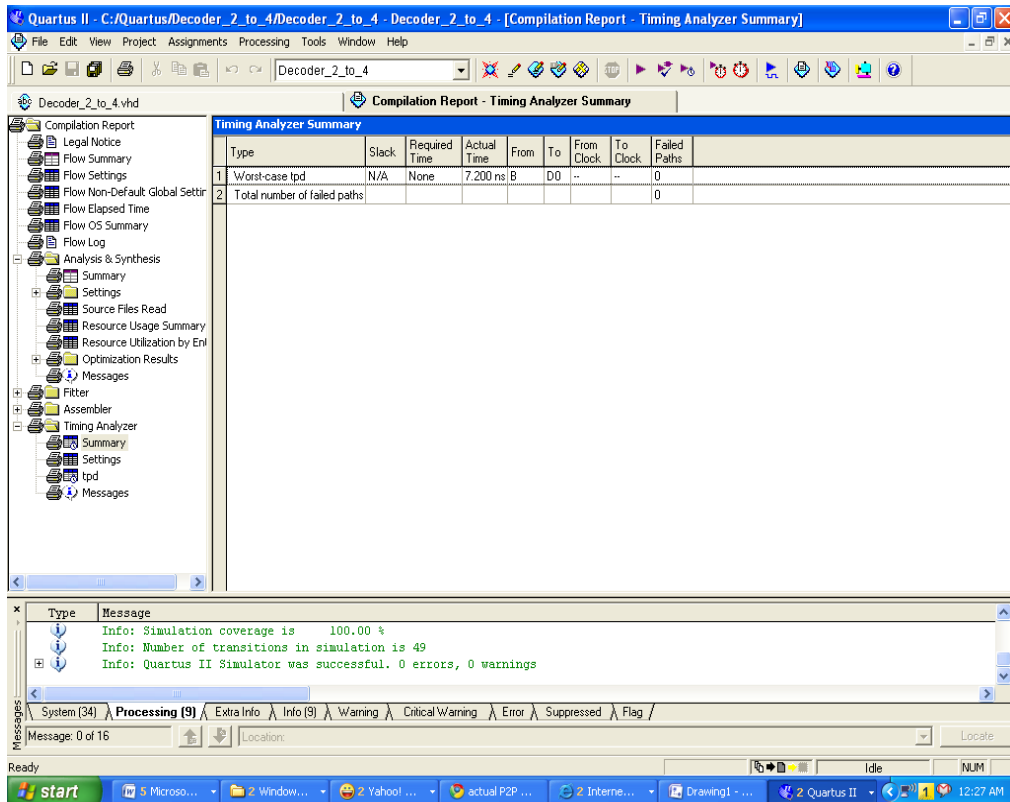 Quartus II - C:/Quartus/Decoder_2_to_4/Decoder_2_to_4 - Decoder_2_to_4 - [Compilation Report - Timing Analyzer Summary]
File Edit View Project Assignments Processing Tools Window Help
Decoder_2_to_4
Decoder_2_to_4.vhd
Compilation Report - Timing Analyzer Summary
Compilation Report
Legal Notice
Flow Summary
Flow Settings
Flow Non-Default Global Settir
Flow Elapsed Time
Flow OS Summary
Flow Log
Analysis & Synthesis
Summary
Settings
Source Files Read
Resource Usage Summary
Resource Utilization by Enl
Optimization Results
Messages
Fitter
Assembler
Timing Analyzer
Summary
Settings
tpd
Messages
Timing Analyzer Summary
Type Slack Required Time Actual Time From To From Clock To Clock Failed Paths
1 Worst-case tpd N/A None 7.200 ns B D0 -- -- 0
2 Total number of failed paths 0
Type Message
Info: Simulation coverage is 100.00 %
Info: Number of transitions in simulation is 49
Info: Quartus II Simulator was successful. 0 errors, 0 warnings
System (34) Processing (9) Extra Info Info (9) Warning Critical Warning Error Suppressed Flag
Messages
Message: 0 of 16 Location: Locate
Ready Idle NUM
start 5 Microso... 2 Window... 2 Yahoo! ... actual P2P ... 2 Interne... Drawing1 - ... 2 Quartus II 1 12:27 AM